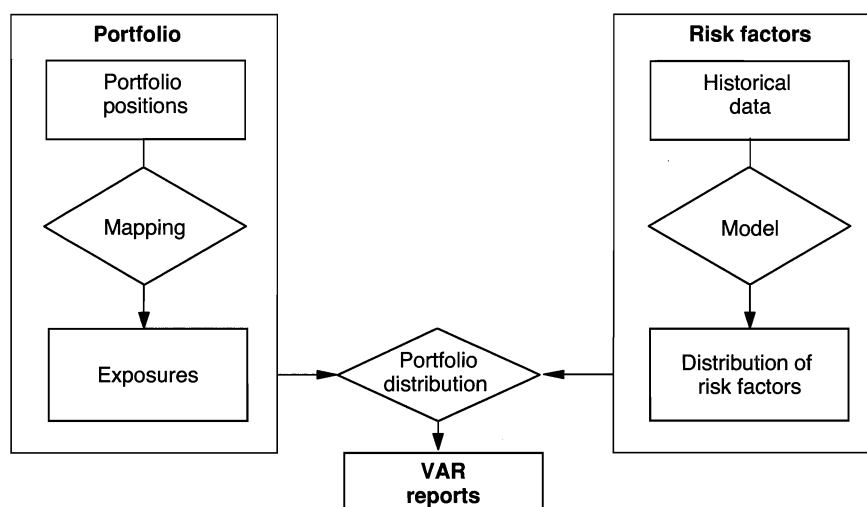 Portfolio
Portfolio
positions
Mapping
Exposures
Risk factors
Historical
data
Model
Distribution of
risk factors
Portfolio
distribution
VAR
reports